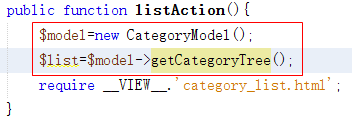 public function listAction(){
$model=new CategoryModel();
$list=$model->getCategoryTree();
require __VIEW__.'category_list.html';
}